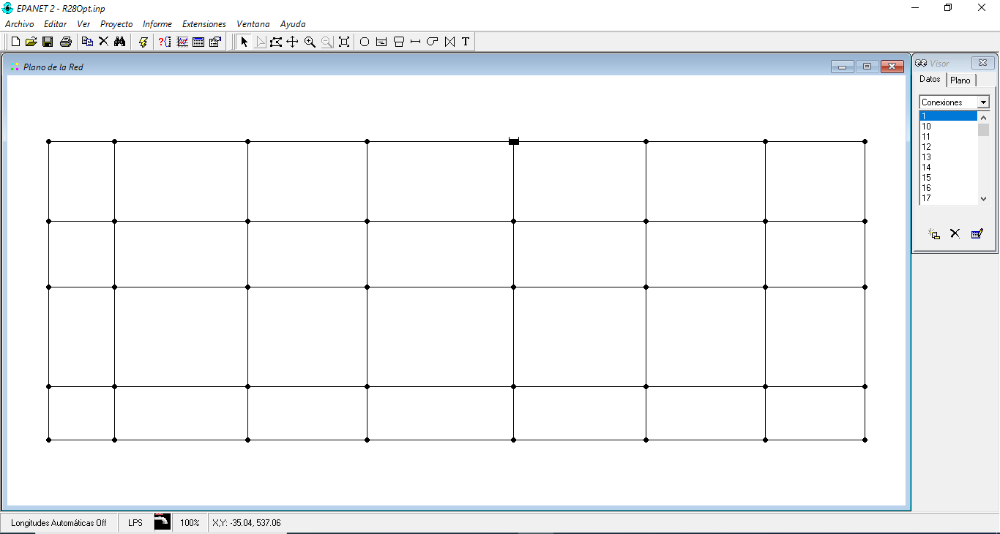 EPANET 2 - R28Opt.inp
Archivo Editar Ver Proyecto Informe Extensiones Ventana Ayuda
?{ T
Plano de la Red
Visor
Datos Plano
Conexiones
1
10
11
12
13
14
15
16
17
Longitudes Automáticas Off LPS 100% X,Y: -35.04, 537.06